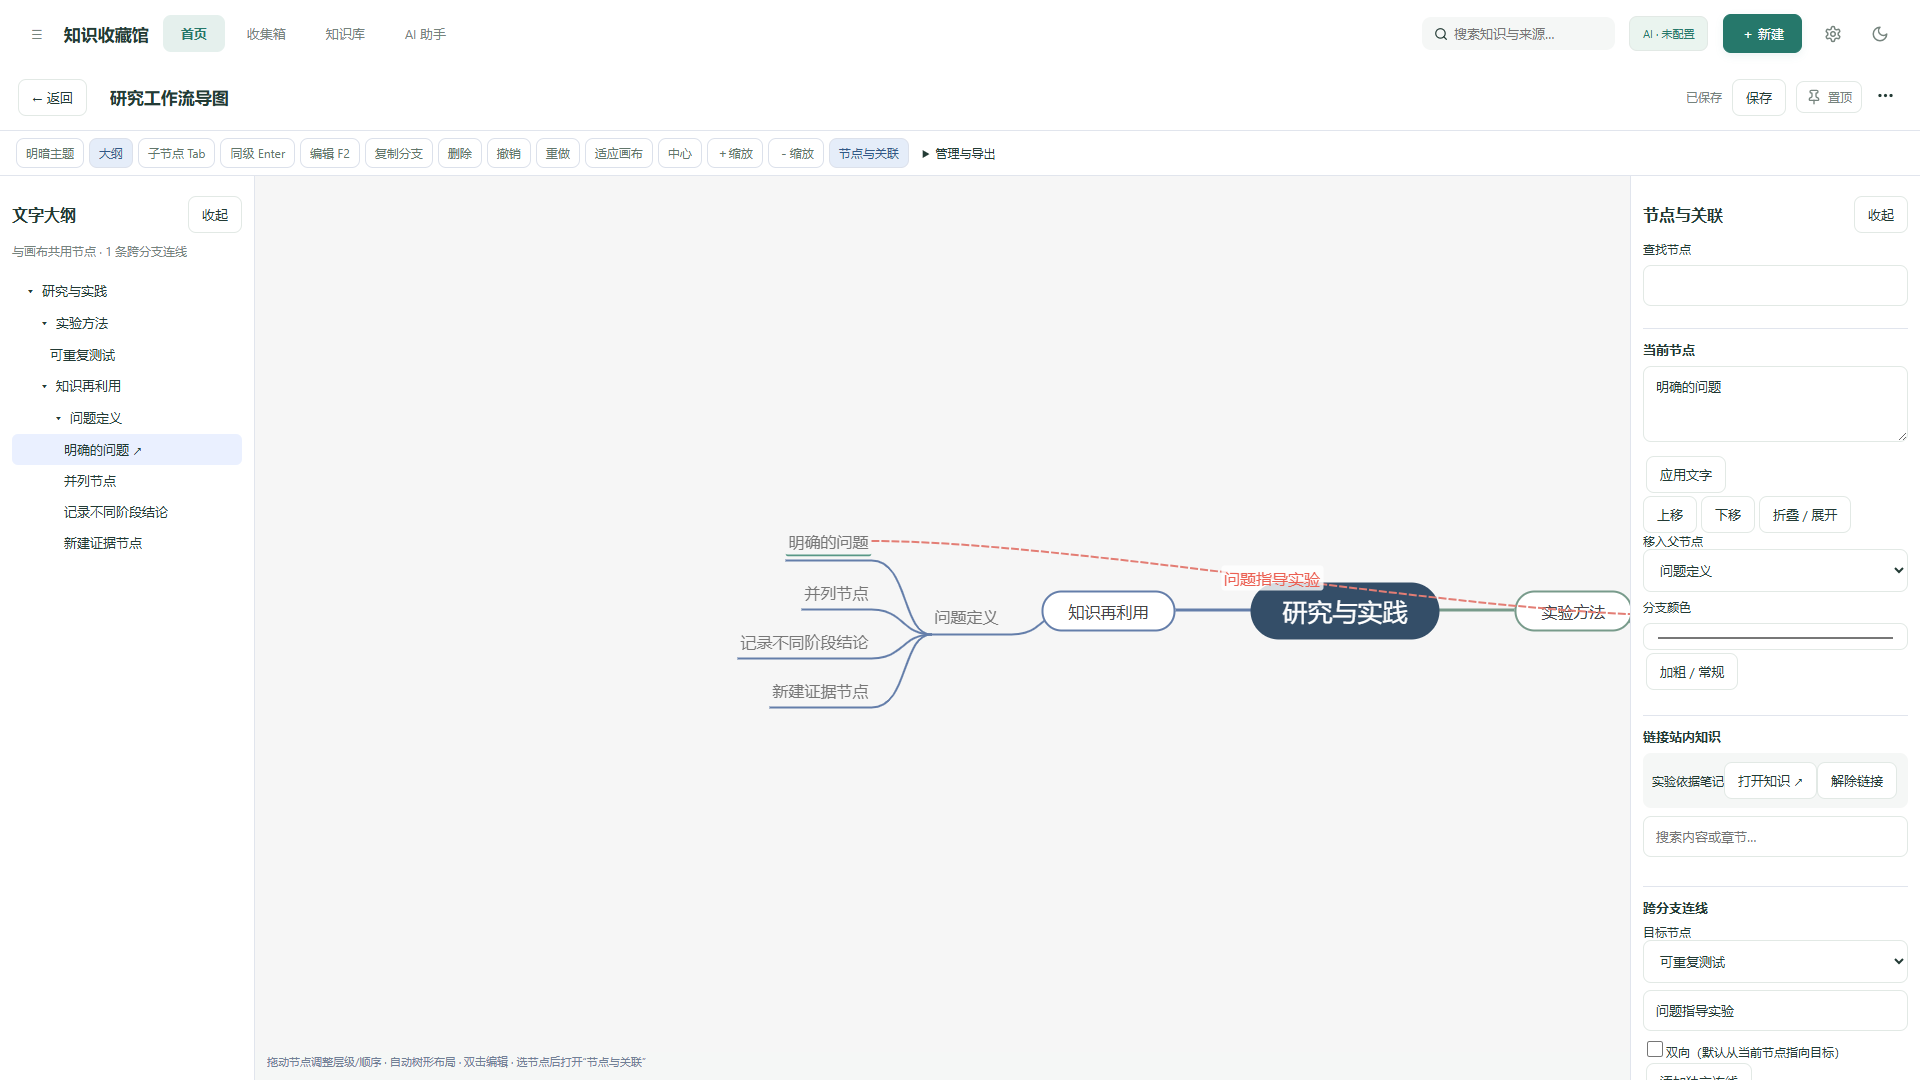 知识收藏馆
首页
收集箱
知识库
AI 助手
搜索知识与来源...
AI · 未配置
+ 新建
← 返回
研究工作流导图
已保存
保存
置顶
明暗主题
大纲
子节点 Tab
同级 Enter
编辑 F2
复制分支
删除
撤销
重做
适应画布
中心
+ 缩放
- 缩放
节点与关联
▶ 管理与导出
文字大纲
收起
与画布共用节点 · 1 条跨分支连线
研究与实践
实验方法
可重复测试
知识再利用
问题定义
明确的问题 ↗
并列节点
记录不同阶段结论
新建证据节点
明确的问题
并列节点
记录不同阶段结论
新建证据节点
问题定义
知识再利用
问题指导实验
研究与实践
实验方法
拖动节点调整层级/顺序 · 自动树形布局 · 双击编辑 · 选节点后打开“节点与关联”
节点与关联
收起
查找节点
当前节点
明确的问题
应用文字
上移
下移
折叠 / 展开
移入父节点
问题定义
分支颜色
加粗 / 常规
链接站内知识
实验依据笔记
打开知识 ↗
解除链接
搜索内容或章节...
跨分支连线
目标节点
可重复测试
问题指导实验
双向（默认从当前节点指向目标）